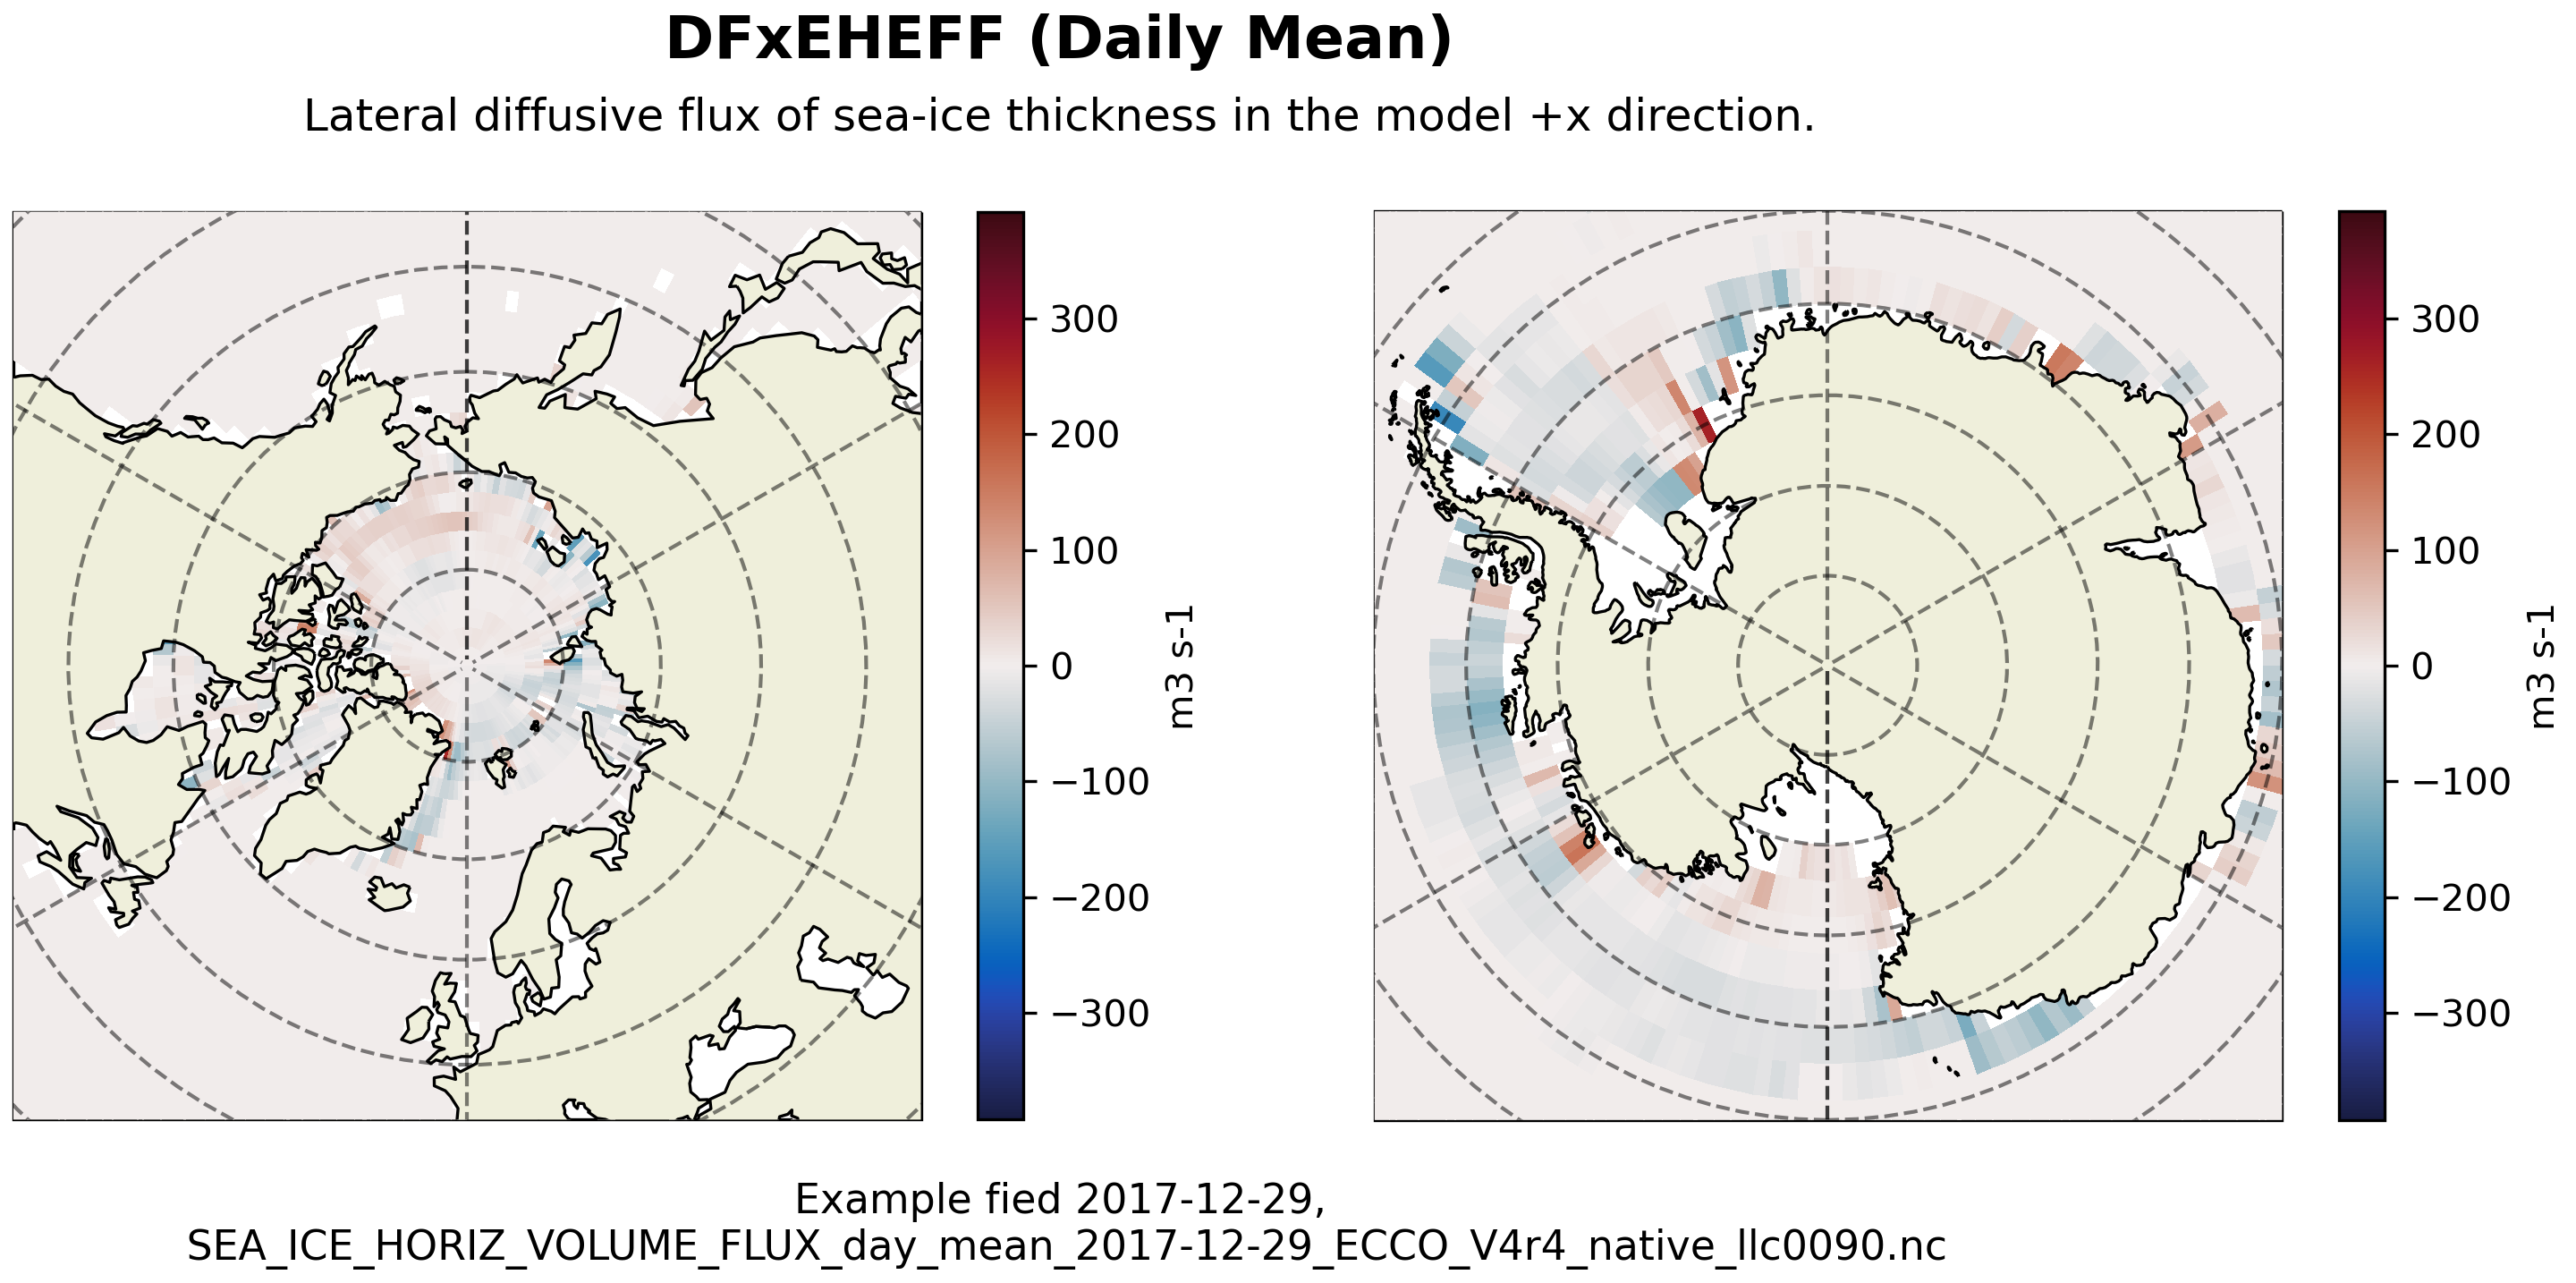 DFxEHEFF (Daily Mean)
Lateral diffusive flux of sea-ice thickness in the model +x direction.
300
200
100
0
−100
−200
−300
m3 s-1
300
200
100
0
−100
−200
−300
m3 s-1
Example fied 2017-12-29,
SEA_ICE_HORIZ_VOLUME_FLUX_day_mean_2017-12-29_ECCO_V4r4_native_llc0090.nc